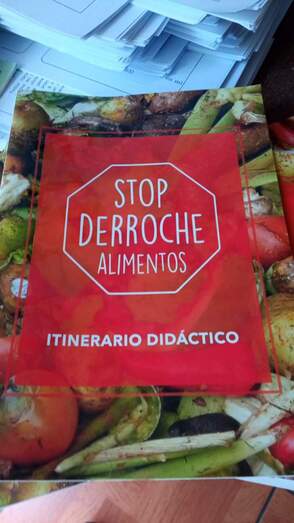 STOP
DERROCHE
ALIMENTOS
ITINERARIO DIDÁCTICO